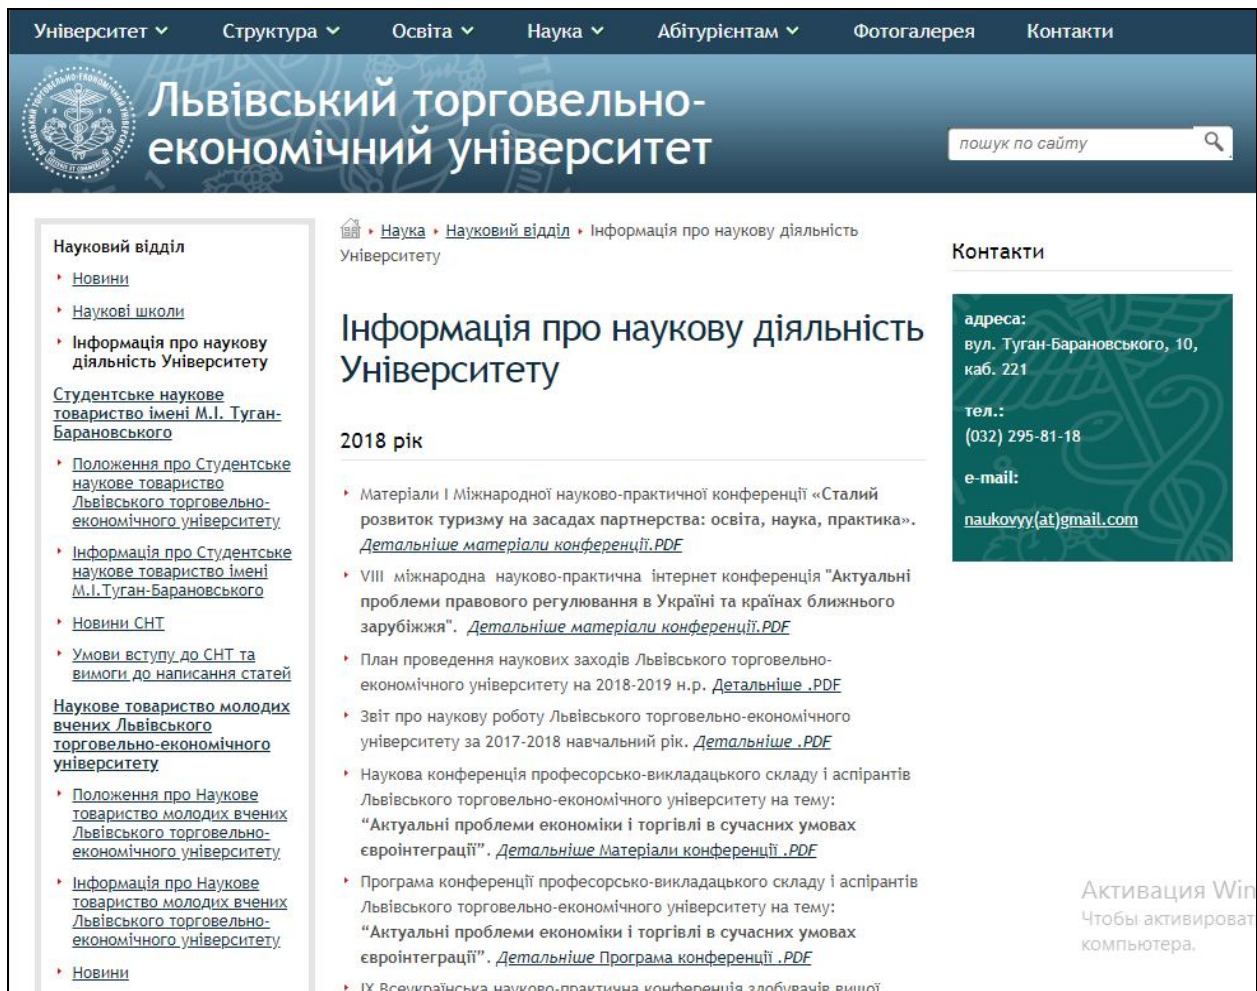 Університет Структура Освіта Наука Абітурієнтам Фотогалерея Контакти
Львівський торговельно-
економічний університет
пошук по сайту
Науковий відділ
Новини
Наукові школи
Інформація про наукову
діяльність Університету
Студентське наукове
товариство імені М.І. Туган-
Барановського
Положення про Студентське
наукове товариство
Львівського торговельно-
економічного університету
Інформація про Студентське
наукове товариство імені
М.І.Туган-Барановського
Новини СНТ
Умови вступу до СНТ та
вимоги до написання статей
Наукове товариство молодих
вчених Львівського
торговельно-економічного
університету
Положення про Наукове
товариство молодих вчених
Львівського торговельно-
економічного університету
Інформація про Наукове
товариство молодих вчених
Львівського торговельно-
економічного університету
Новини
Наука Науковий відділ Інформація про наукову діяльність
Університету
Інформація про наукову діяльність
Університету
2018 рік
Матеріали І Міжнародної науково-практичної конференції «Сталий
розвиток туризму на засадах партнерства: освіта, наука, практика».
Детальніше матеріали конференції.PDF
VIII міжнародна науково-практична інтернет конференція "Актуальні
проблеми правового регулювання в Україні та країнах ближнього
зарубіжжя". Детальніше матеріали конференції.PDF
План проведення наукових заходів Львівського торговельно-
економічного університету на 2018-2019 н.р. Детальніше .PDF
Звіт про наукову роботу Львівського торговельно-економічного
університету за 2017-2018 навчальний рік. Детальніше .PDF
Наукова конференція професорсько-викладацького складу і аспірантів
Львівського торговельно-економічного університету на тему:
“Актуальні проблеми економіки і торгівлі в сучасних умовах
євроінтеграції”. Детальніше Матеріали конференції .PDF
Програма конференції професорсько-викладацького складу і аспірантів
Львівського торговельно-економічного університету на тему:
“Актуальні проблеми економіки і торгівлі в сучасних умовах
євроінтеграції”. Детальніше Програма конференції .PDF
ІХ Всеукраїнська науково-практична конференція здобувачів вищої
Контакти
адреса:
вул. Туган-Барановського, 10,
каб. 221
тел.:
(032) 295-81-18
e-mail:
naukovyy(at)gmail.com
Активация Win
Чтобы активироват
компьютера.